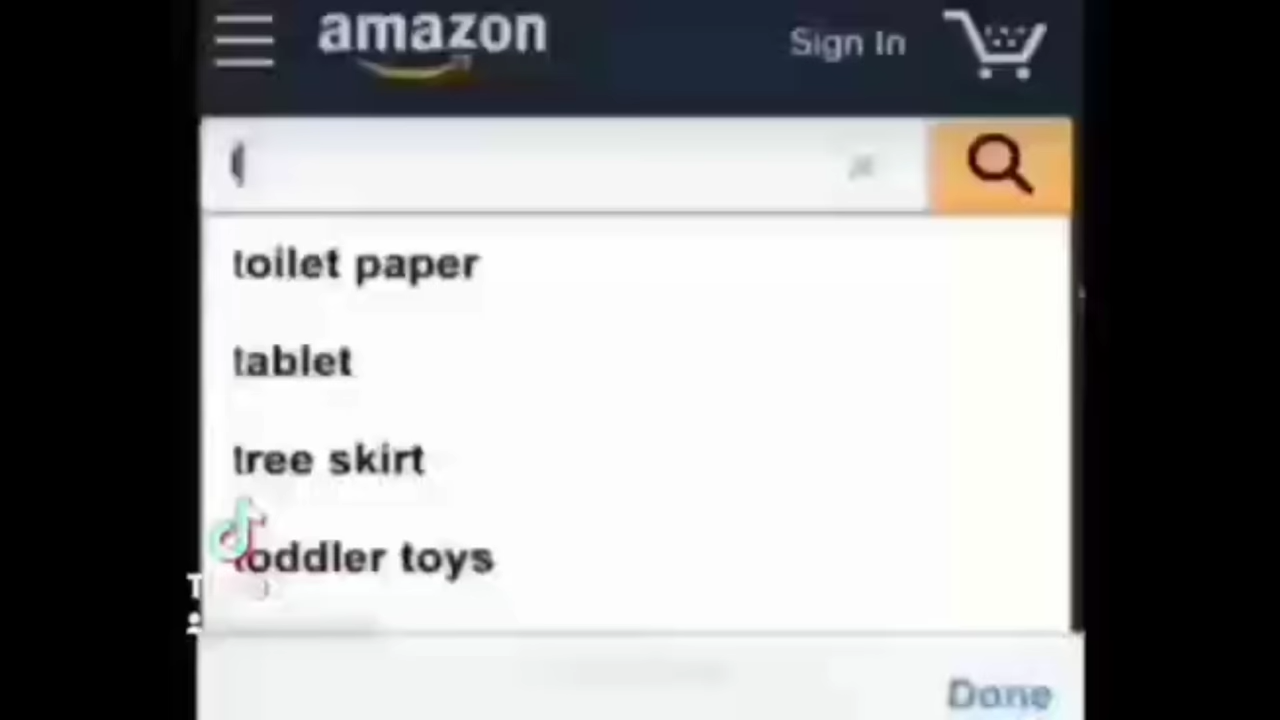 amazon
Sign In
toilet paper
tablet
tree skirt
toddler toys
Done